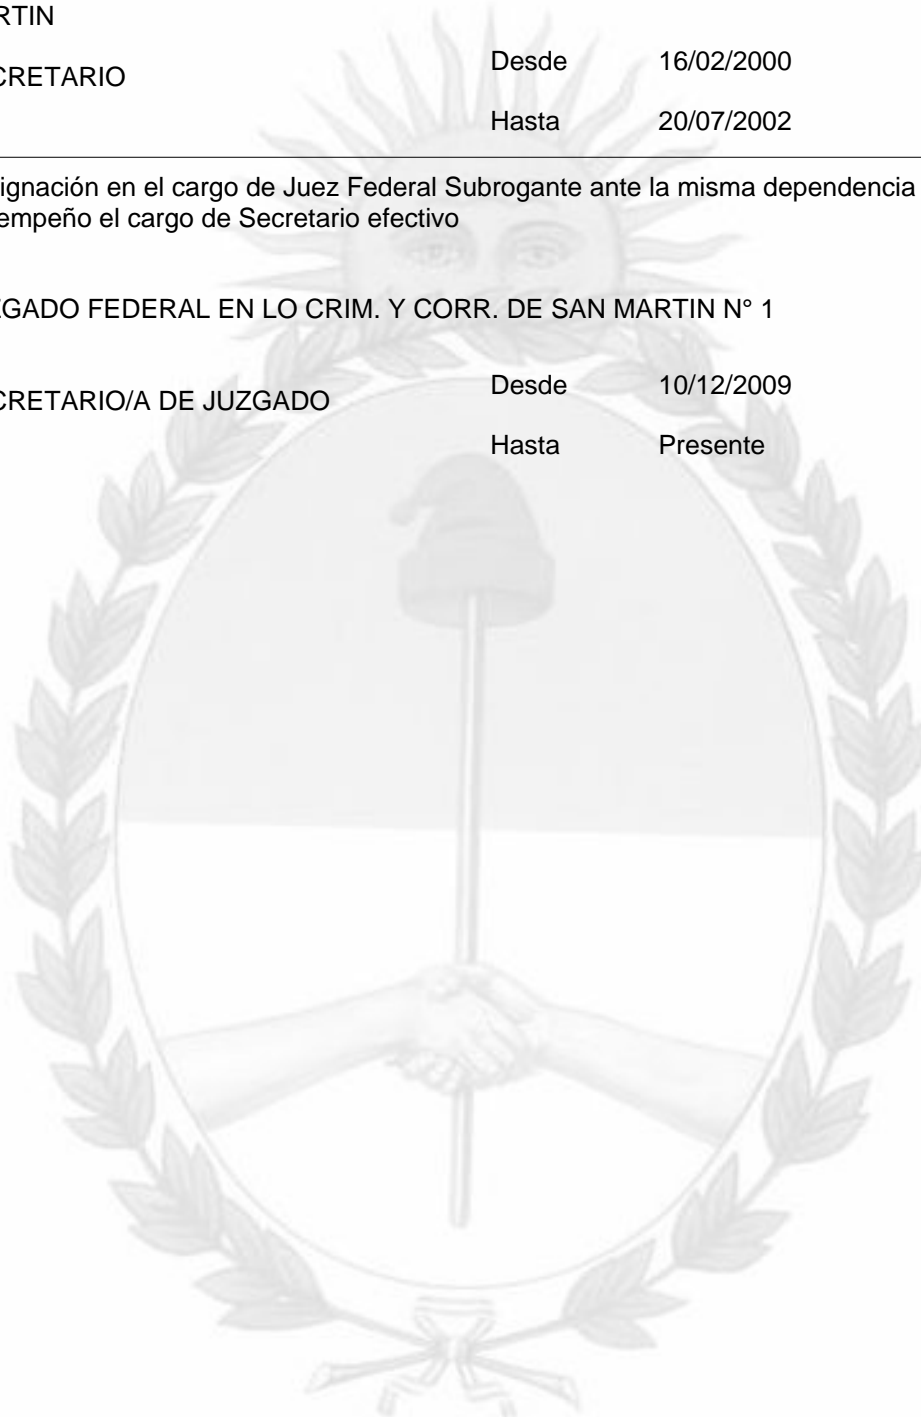 RTIN
CRETARIO Desde 16/02/2000
Hasta 20/07/2002
ignación en el cargo de Juez Federal Subrogante ante la misma dependencia
empeño el cargo de Secretario efectivo
GADO FEDERAL EN LO CRIM. Y CORR. DE SAN MARTIN N° 1
CRETARIO/A DE JUZGADO Desde 10/12/2009
Hasta Presente